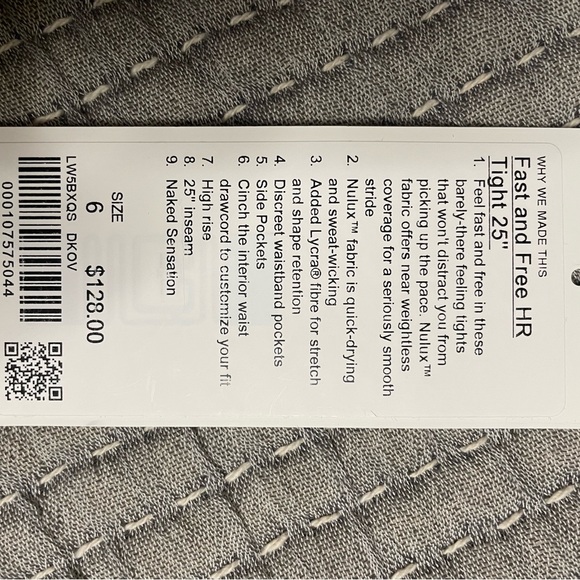 WHY WE MADE THIS
Fast and Free HR
Tight 25"
1. Feel fast and free in these
barely-there feeling tights
that won't distract you from
picking up the pace. Nulux™
fabric offers near weightless
coverage for a seriously smooth
stride
2. Nulux™ fabric is quick-drying
and sweat-wicking
3. Added Lycra® fibre for stretch
and shape retention
4. Discreet waistband pockets
5. Side Pockets
6. Cinch the interior waist
drawcord to customize your fit
7. High rise
8. 25" inseam
9. Naked Sensation
SIZE
6 $128.00
LW5BXQS DKOV
000107575044